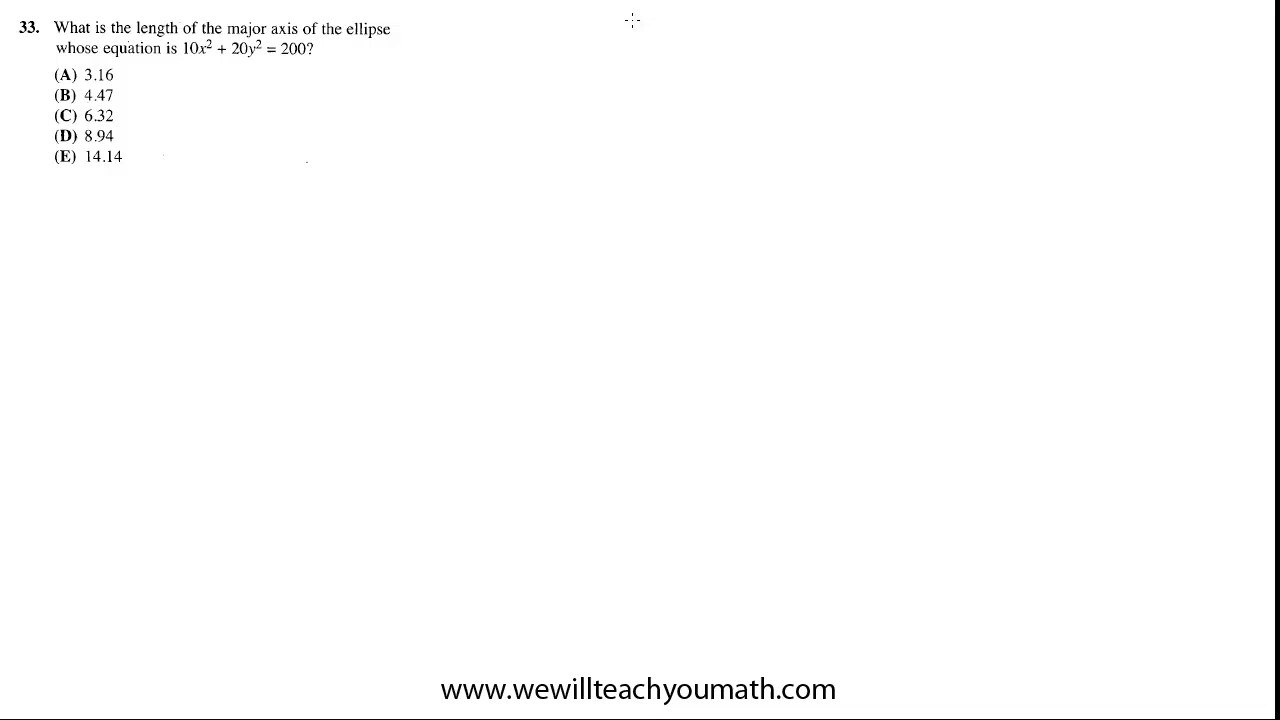 33. What is the length of the major axis of the ellipse
whose equation is 10x² + 20y² = 200?
(A) 3.16
(B) 4.47
(C) 6.32
(D) 8.94
(E) 14.14
www.wewillteachyoumath.com